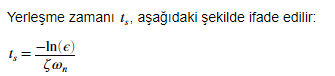 Yerleşme zamanı t_s, aşağıdaki şekilde ifade edilir:
t_s = −ln(ϵ) / ζω_n